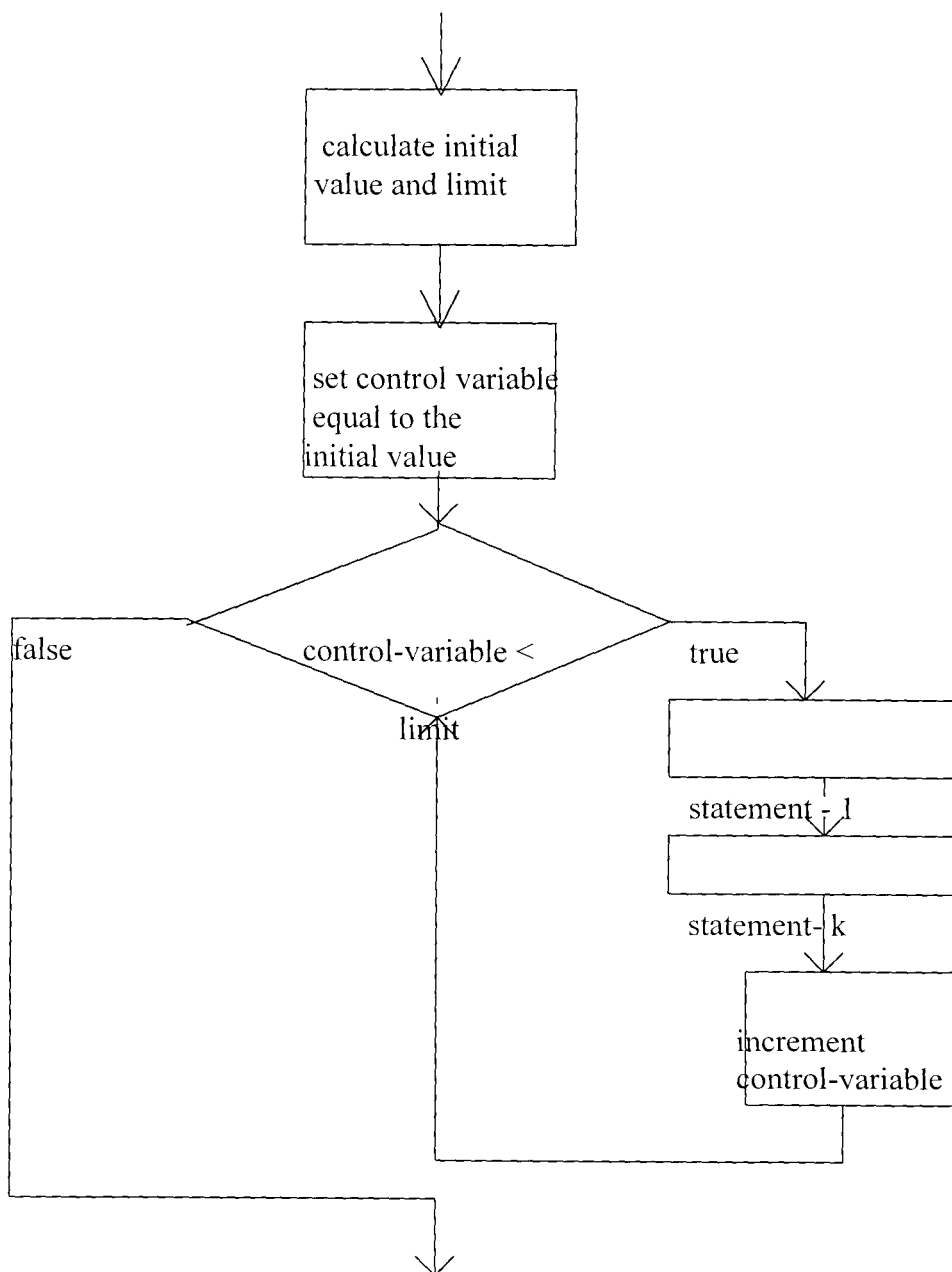 calculate initial
value and limit
set control variable
equal to the
initial value
false
control-variable <
true
limit
statement - 1
statement- k
increment
control-variable